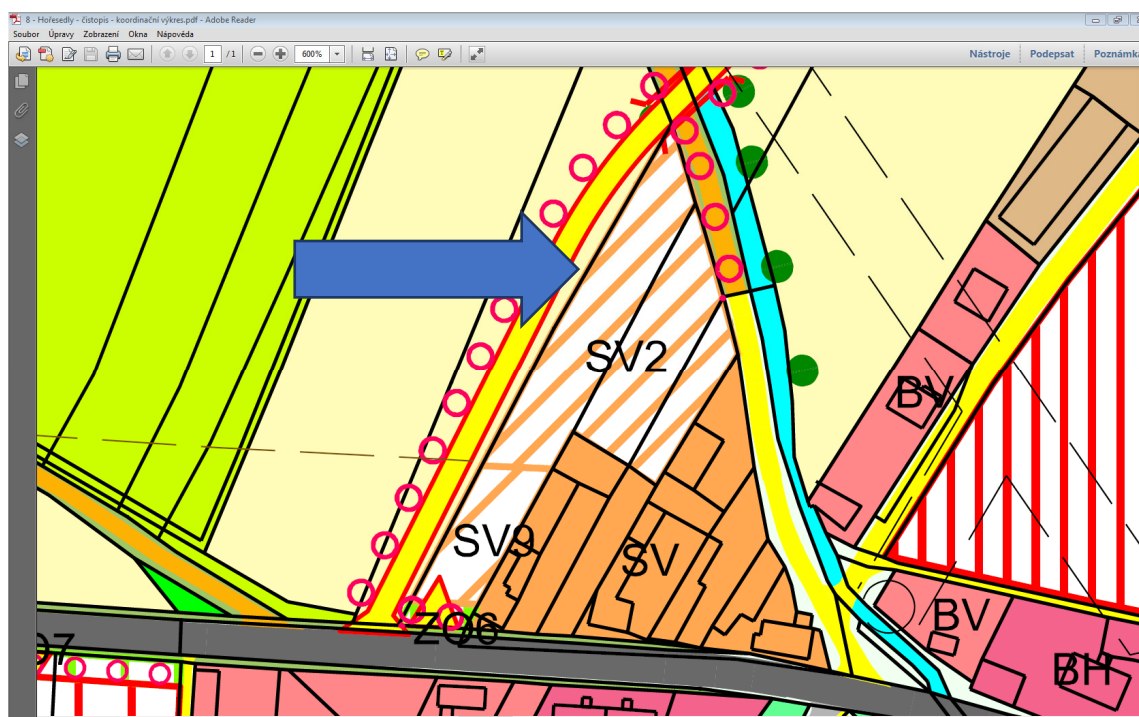 8 - Hořesedly - čistopis - koordinační výkres.pdf - Adobe Reader
Soubor Úpravy Zobrazení Okna Nápověda
1 /1 600% Nástroje Podepsat Poznámka
SV2
BV
SV9
SV
ZO6
BV
BH